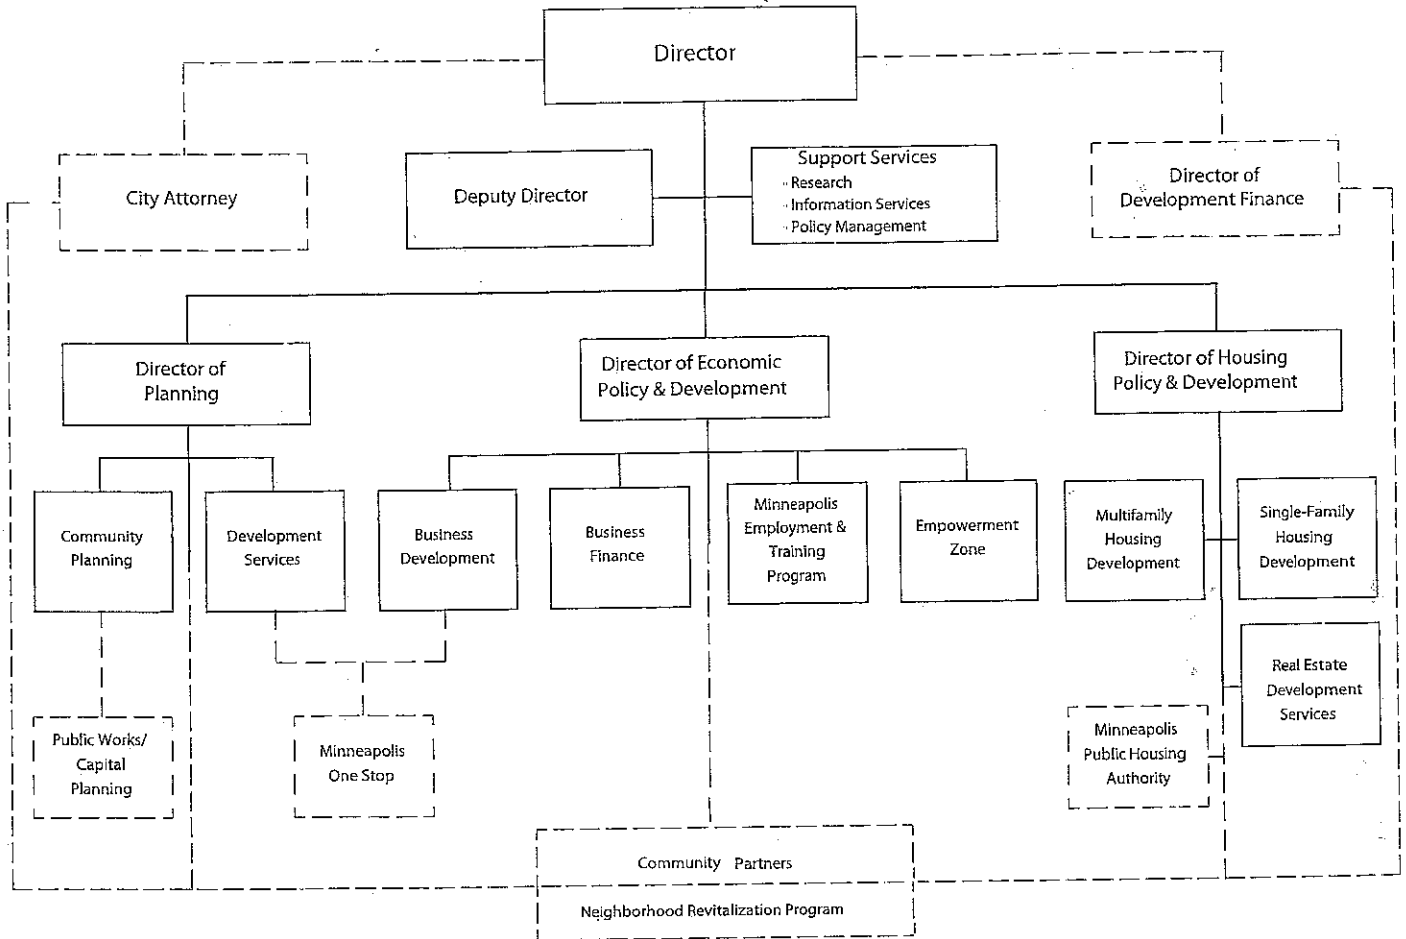 Director
City Attorney
Deputy Director
Support Services
- Research
- Information Services
- Policy Management
Director of
Development Finance
Director of
Planning
Director of Economic
Policy & Development
Director of Housing
Policy & Development
Community
Planning
Development
Services
Business
Development
Business
Finance
Minneapolis
Employment &
Training
Program
Empowerment
Zone
Multifamily
Housing
Development
Single-Family
Housing
Development
Real Estate
Development
Services
Public Works/
Capital
Planning
Minneapolis
One Stop
Minneapolis
Public Housing
Authority
Community Partners
Neighborhood Revitalization Program